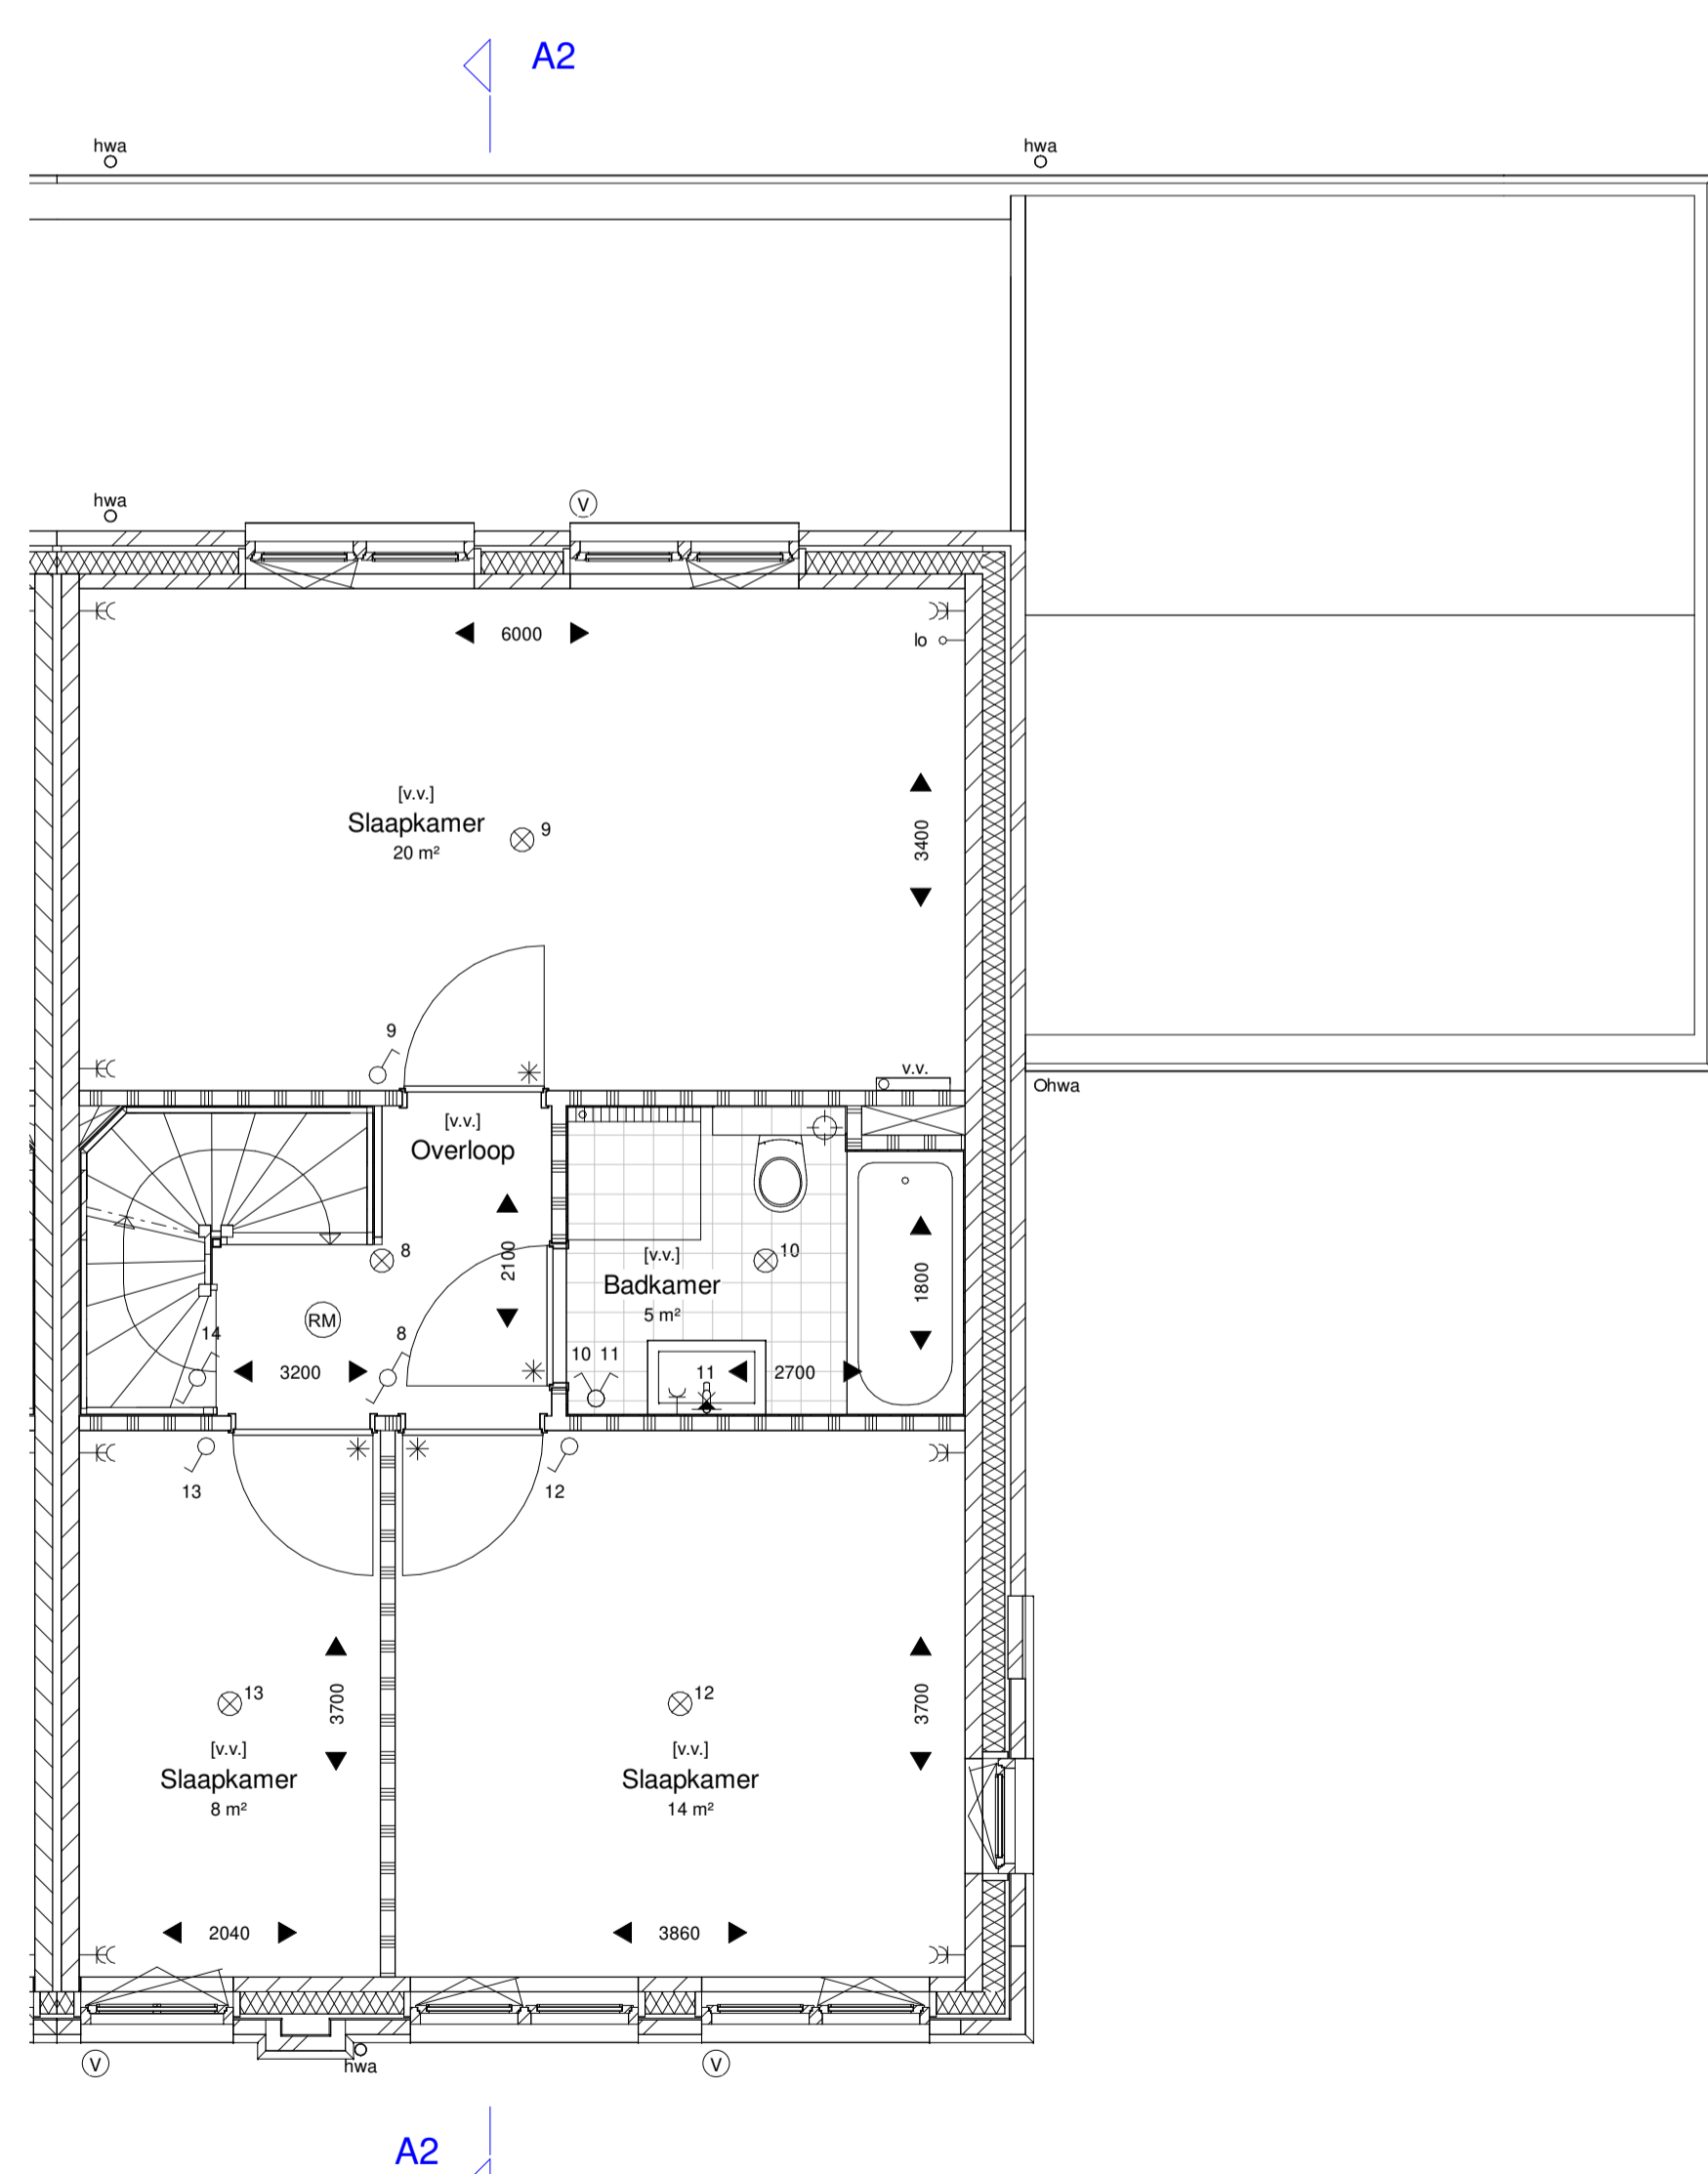 A2
hwa
hwa
hwa
V
6000
lo
[v.v.]
Slaapkamer
20 m²
9
3400
9
v.v.
Ohwa
[v.v.]
Overloop
8
2100
[v.v.]
Badkamer
5 m²
10
1800
RM
14
8
3200
10 11
11
2700
13
12
13
3700
[v.v.]
Slaapkamer
8 m²
12
3700
[v.v.]
Slaapkamer
14 m²
2040
3860
V
hwa
V
A2